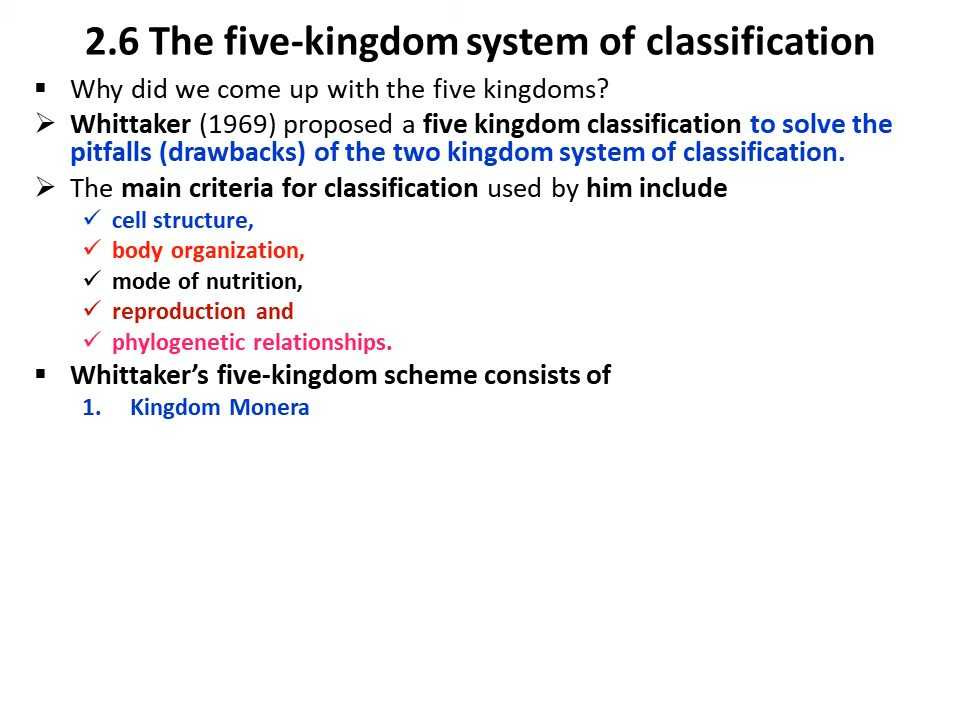 2.6 The five-kingdom system of classification
▪ Why did we come up with the five kingdoms?
➢ Whittaker (1969) proposed a five kingdom classification to solve the
pitfalls (drawbacks) of the two kingdom system of classification.
➢ The main criteria for classification used by him include
✓ cell structure,
✓ body organization,
✓ mode of nutrition,
✓ reproduction and
✓ phylogenetic relationships.
▪ Whittaker’s five-kingdom scheme consists of
1. Kingdom Monera